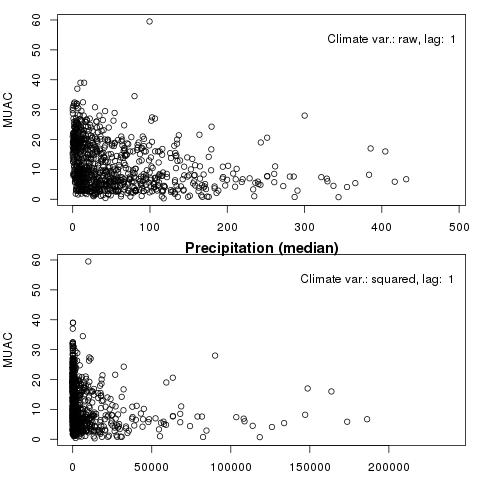 60
50
40
30
20
10
0
MUAC
Climate var.: raw, lag: 1
0 100 200 300 400 500
Precipitation (median)
60
50
40
30
20
10
0
MUAC
Climate var.: squared, lag: 1
0 50000 100000 150000 200000